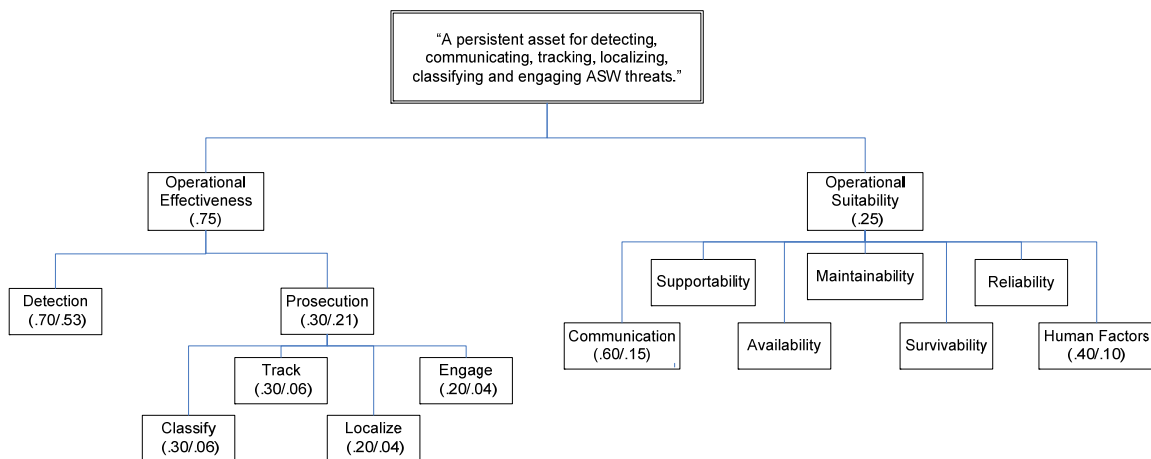 “A persistent asset for detecting,
communicating, tracking, localizing,
classifying and engaging ASW threats.”
Operational
Effectiveness
(.75)
Operational
Suitability
(.25)
Detection
(.70/.53)
Prosecution
(.30/.21)
Classify
(.30/.06)
Track
(.30/.06)
Localize
(.20/.04)
Engage
(.20/.04)
Communication
(.60/.15)
Supportability
Availability
Maintainability
Survivability
Reliability
Human Factors
(.40/.10)